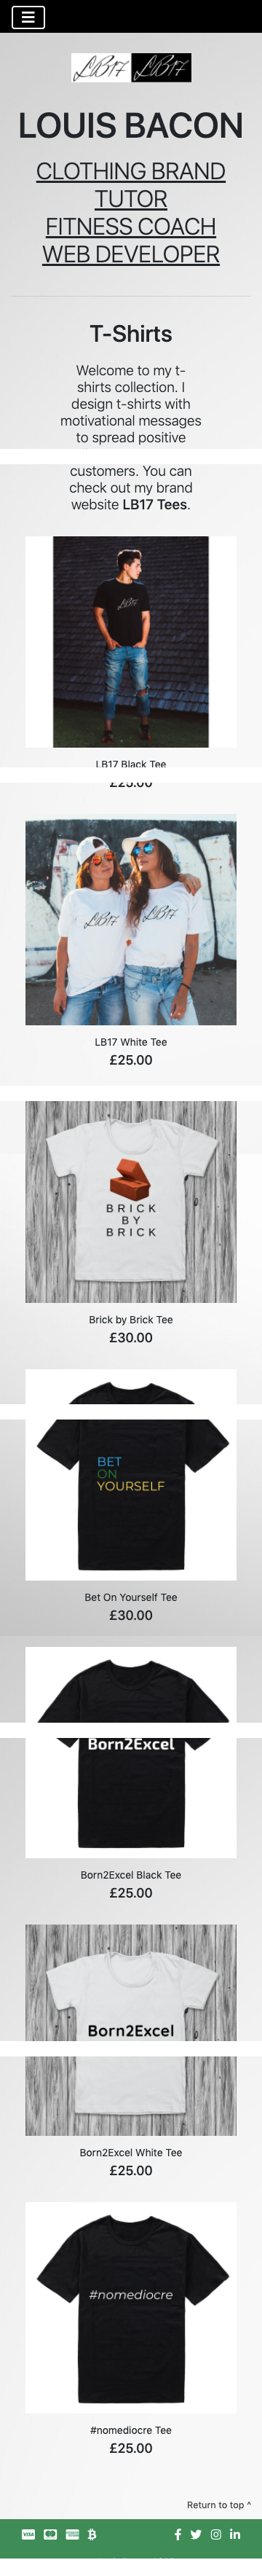 LB17 LB17
LOUIS BACON
CLOTHING BRAND
TUTOR
FITNESS COACH
WEB DEVELOPER
T-Shirts
Welcome to my t-
shirts collection. I
design t-shirts with
motivational messages
to spread positive
customers. You can
check out my brand
website LB17 Tees.
LB17
LB17 Black Tee
£25.00
LB17 LB17
LB17 White Tee
£25.00
BRICK
BY
BRICK
Brick by Brick Tee
£30.00
BET
ON
YOURSELF
Bet On Yourself Tee
£30.00
Born2Excel
Born2Excel Black Tee
£25.00
Born2Excel
Born2Excel White Tee
£25.00
#nomediocre
#nomediocre Tee
£25.00
Return to top ^
VISA